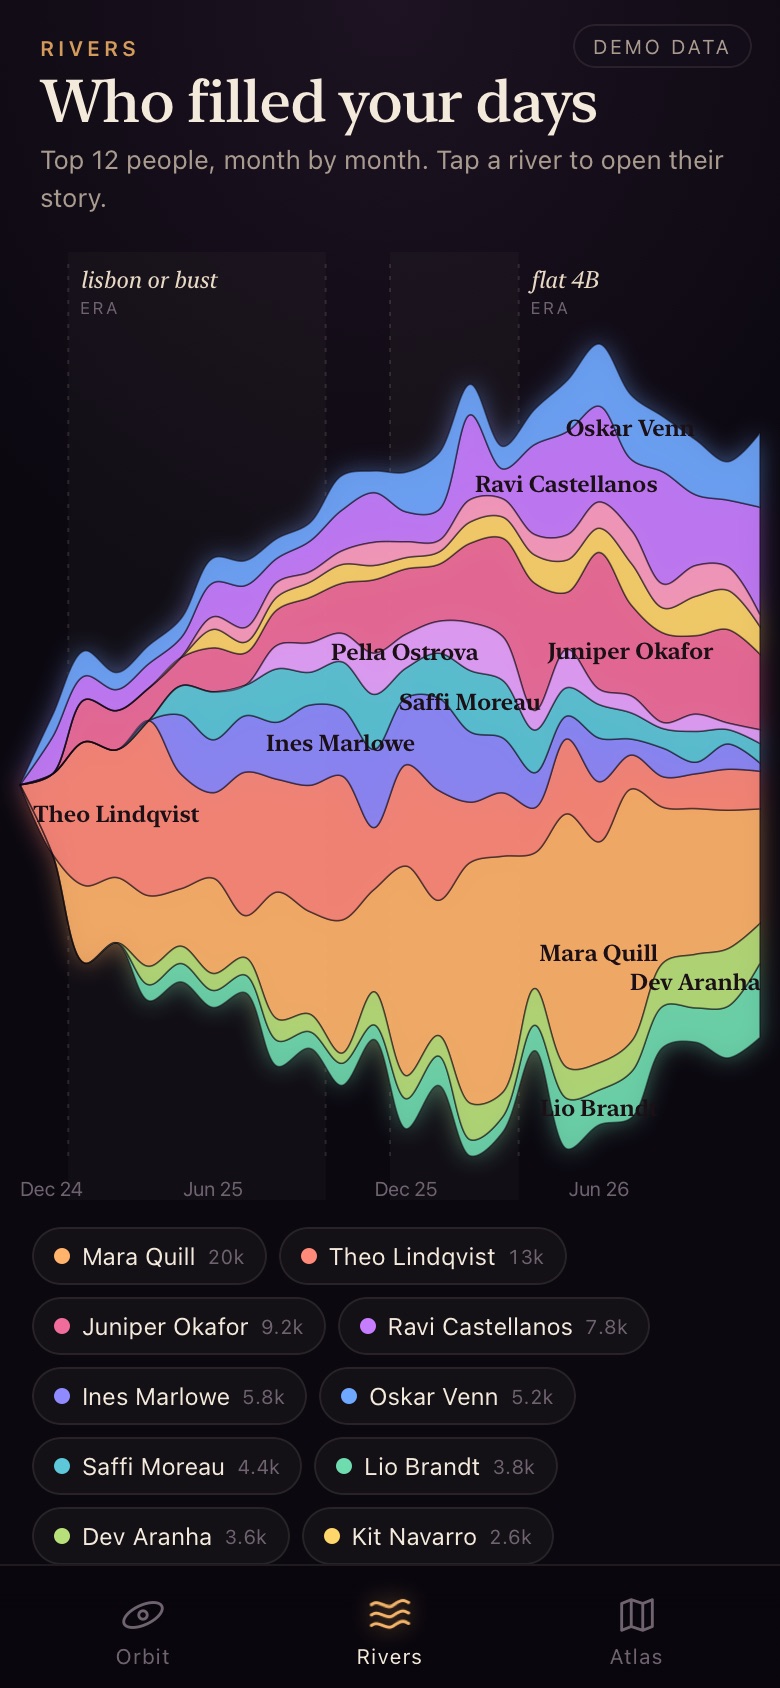 RIVERS
DEMO DATA
Who filled your days
Top 12 people, month by month. Tap a river to open their
story.
lisbon or bust
ERA
flat 4B
ERA
Oskar Venn
Ravi Castellanos
Pella Ostrova
Juniper Okafor
Saffi Moreau
Ines Marlowe
Theo Lindqvist
Mara Quill
Dev Aranha
Lio Brandt
Dec 24
Jun 25
Dec 25
Jun 26
Mara Quill 20k
Theo Lindqvist 13k
Juniper Okafor 9.2k
Ravi Castellanos 7.8k
Ines Marlowe 5.8k
Oskar Venn 5.2k
Saffi Moreau 4.4k
Lio Brandt 3.8k
Dev Aranha 3.6k
Kit Navarro 2.6k
Orbit
Rivers
Atlas